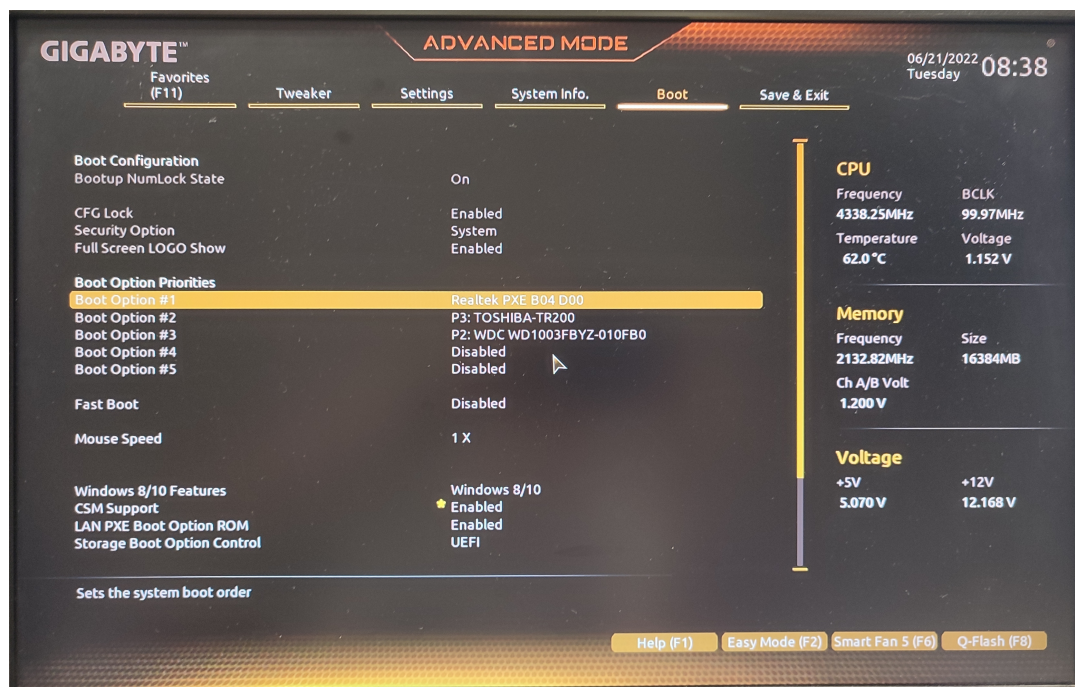 GIGABYTE™
ADVANCED MODE
06/21/2022
Tuesday
08:38
Favorites
(F11)
Tweaker
Settings
System Info.
Boot
Save & Exit
Boot Configuration
Bootup NumLock State On
CFG Lock Enabled
Security Option System
Full Screen LOGO Show Enabled
Boot Option Priorities
Boot Option #1 Realtek PXE B04 D00
Boot Option #2 P3: TOSHIBA-TR200
Boot Option #3 P2: WDC WD1003FBYZ-010FB0
Boot Option #4 Disabled
Boot Option #5 Disabled
Fast Boot Disabled
Mouse Speed 1 X
Windows 8/10 Features Windows 8/10
CSM Support Enabled
LAN PXE Boot Option ROM Enabled
Storage Boot Option Control UEFI
Sets the system boot order
CPU
Frequency BCLK
4338.25MHz 99.97MHz
Temperature Voltage
62.0 °C 1.152 V
Memory
Frequency Size
2132.82MHz 16384MB
Ch A/B Volt
1.200 V
Voltage
+5V +12V
5.070 V 12.168 V
Help (F1) Easy Mode (F2) Smart Fan 5 (F6) Q-Flash (F8)